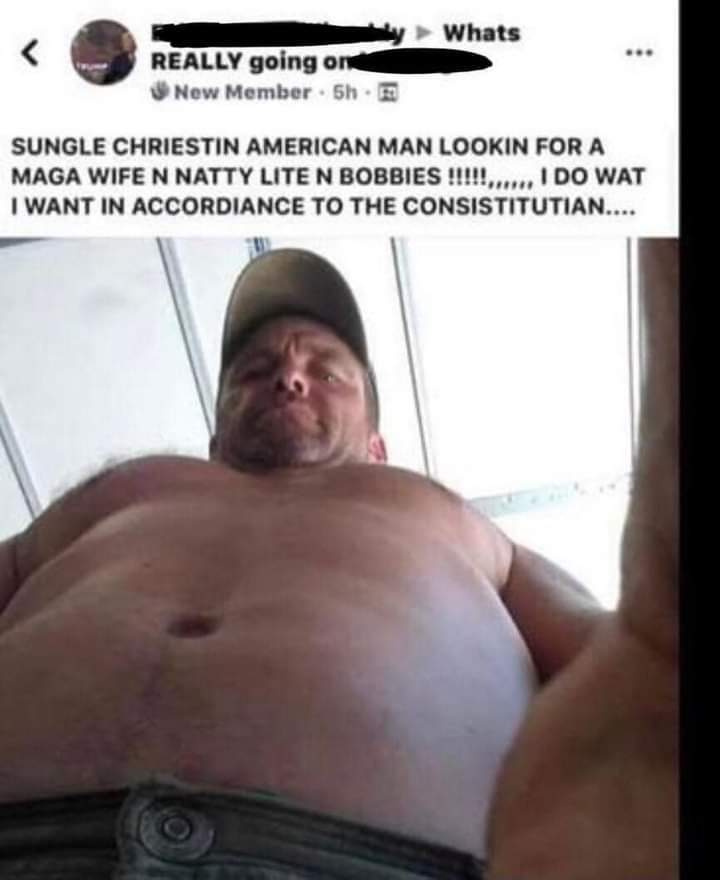 Whats
REALLY going on
New Member · 5h ·
SUNGLE CHRIESTIN AMERICAN MAN LOOKIN FOR A
MAGA WIFE N NATTY LITE N BOBBIES !!!!!,,,,,, I DO WAT
I WANT IN ACCORDIANCE TO THE CONSISTITUTIAN....